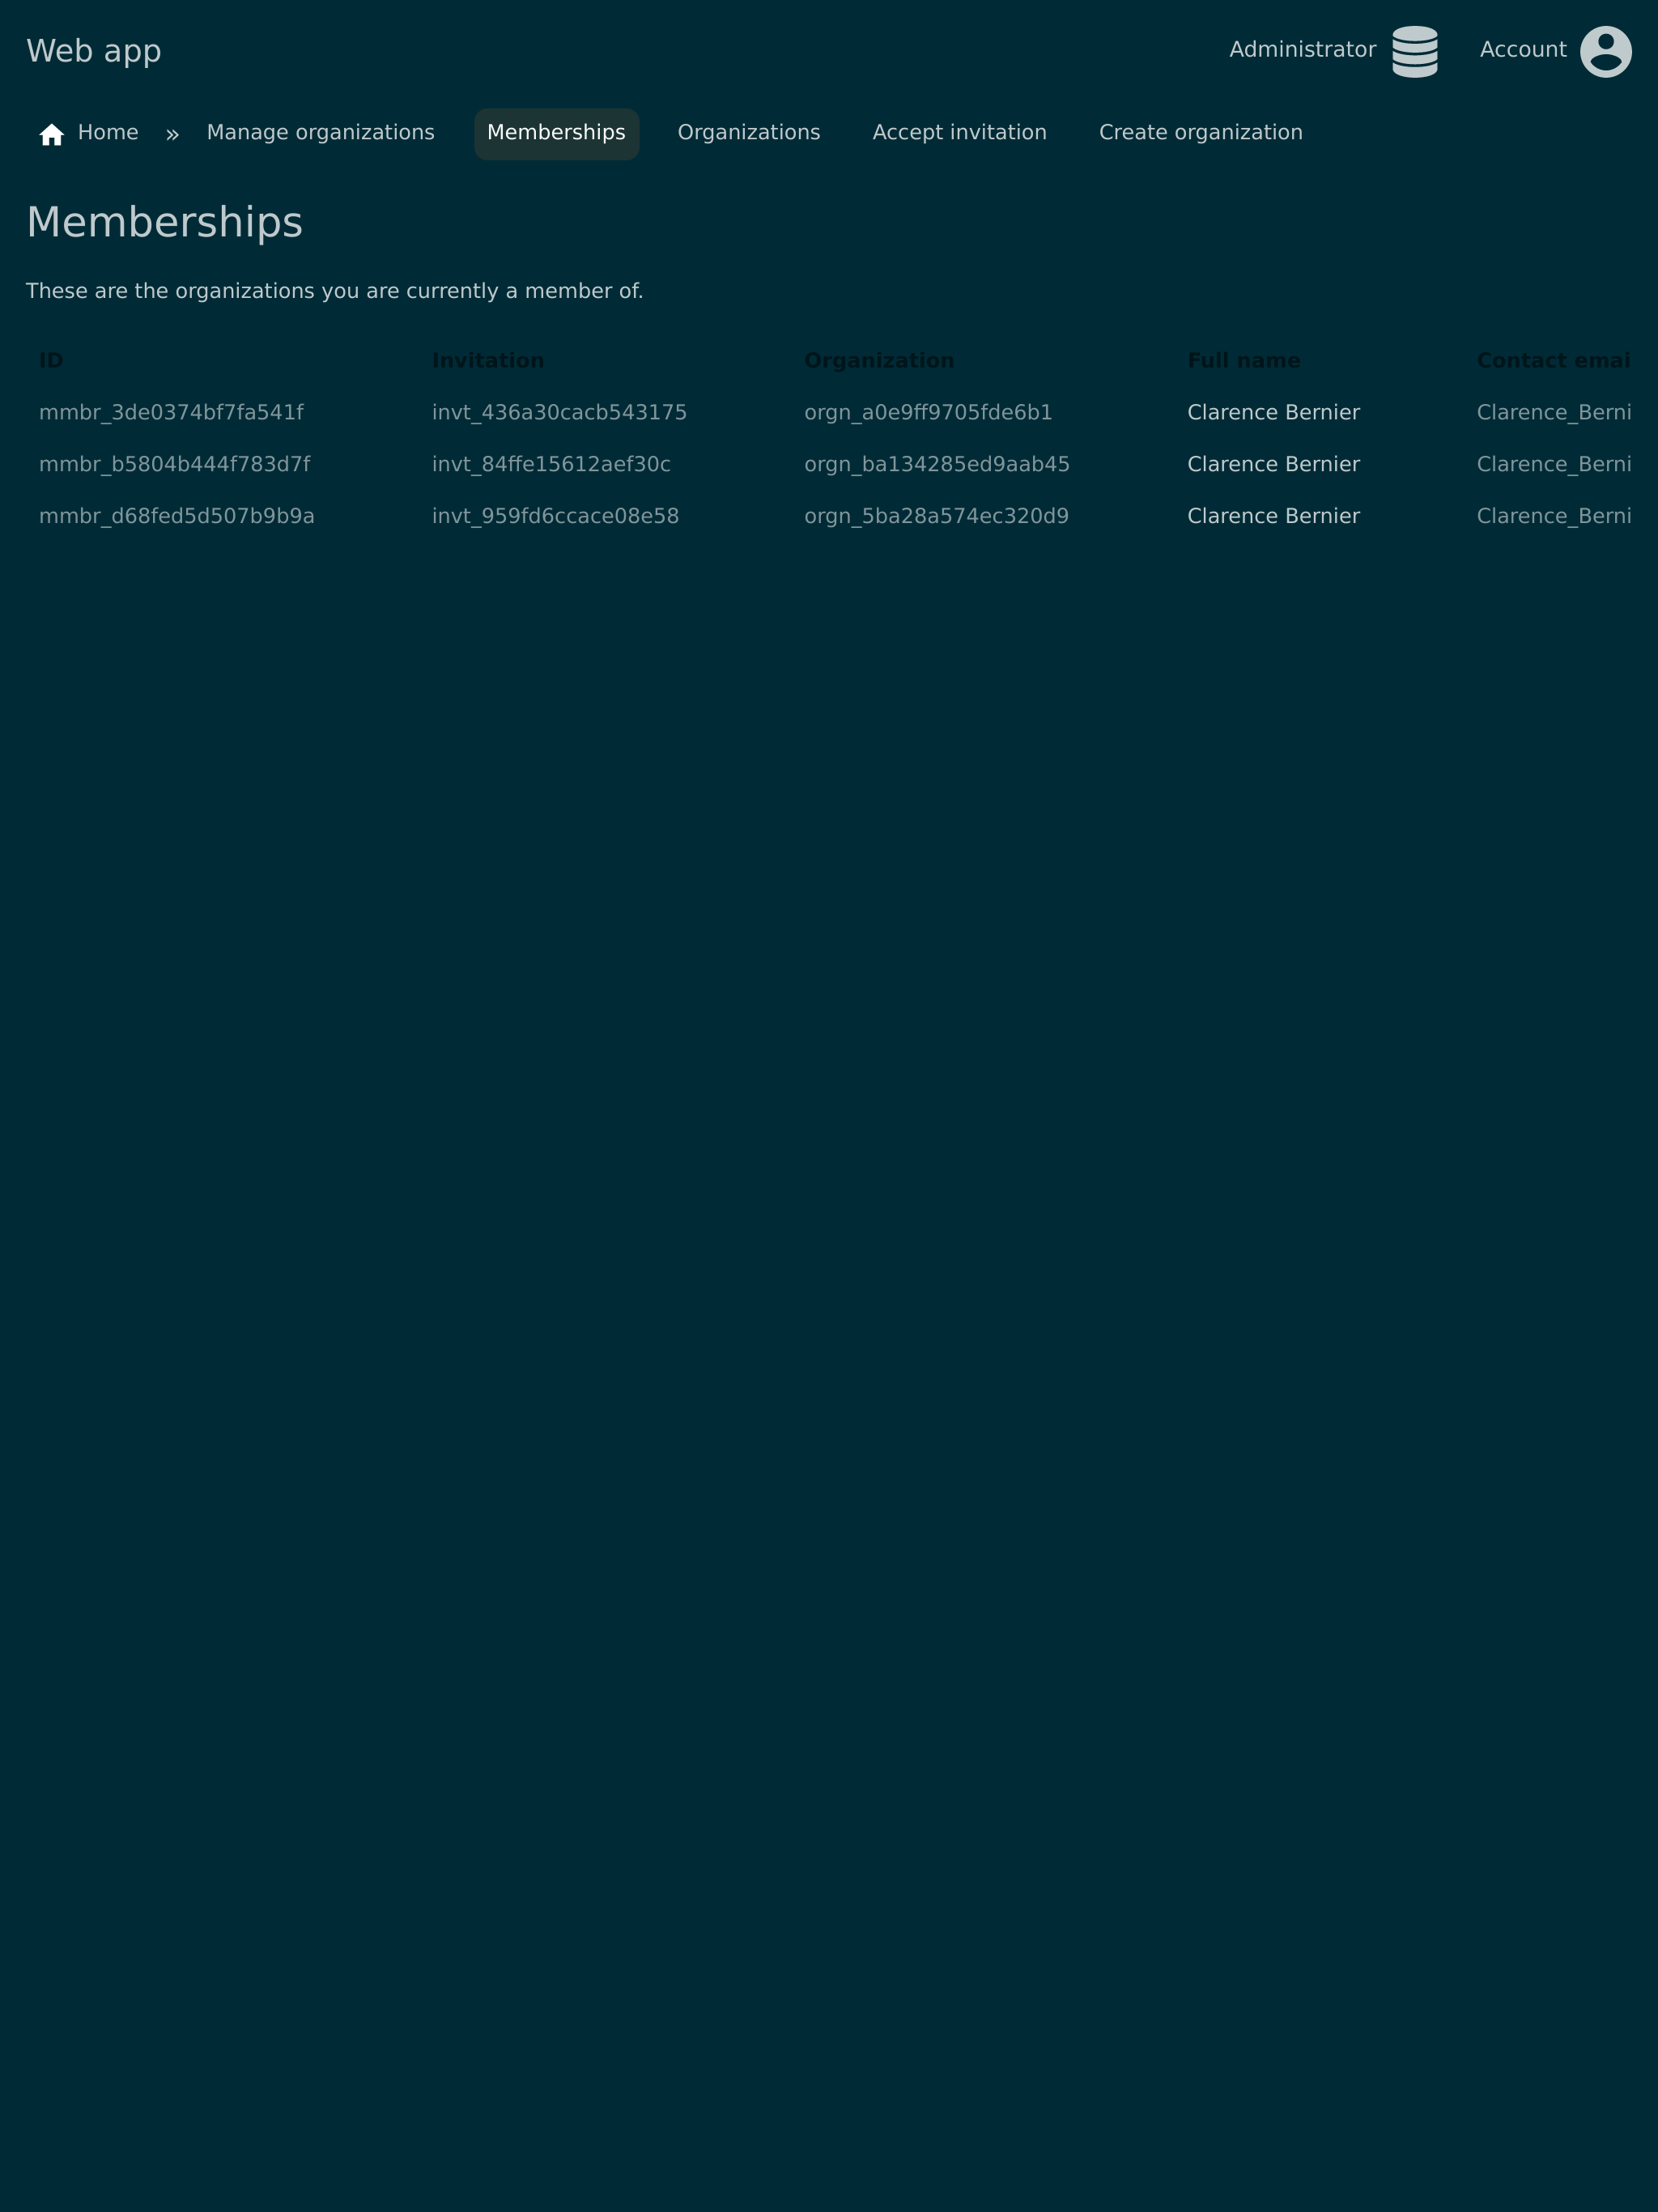 Web app
Administrator
Account
Home » Manage organizations Memberships Organizations Accept invitation Create organization
Memberships
These are the organizations you are currently a member of.
ID Invitation Organization Full name Contact emai
mmbr_3de0374bf7fa541f invt_436a30cacb543175 orgn_a0e9ff9705fde6b1 Clarence Bernier Clarence_Berni
mmbr_b5804b444f783d7f invt_84ffe15612aef30c orgn_ba134285ed9aab45 Clarence Bernier Clarence_Berni
mmbr_d68fed5d507b9b9a invt_959fd6ccace08e58 orgn_5ba28a574ec320d9 Clarence Bernier Clarence_Berni